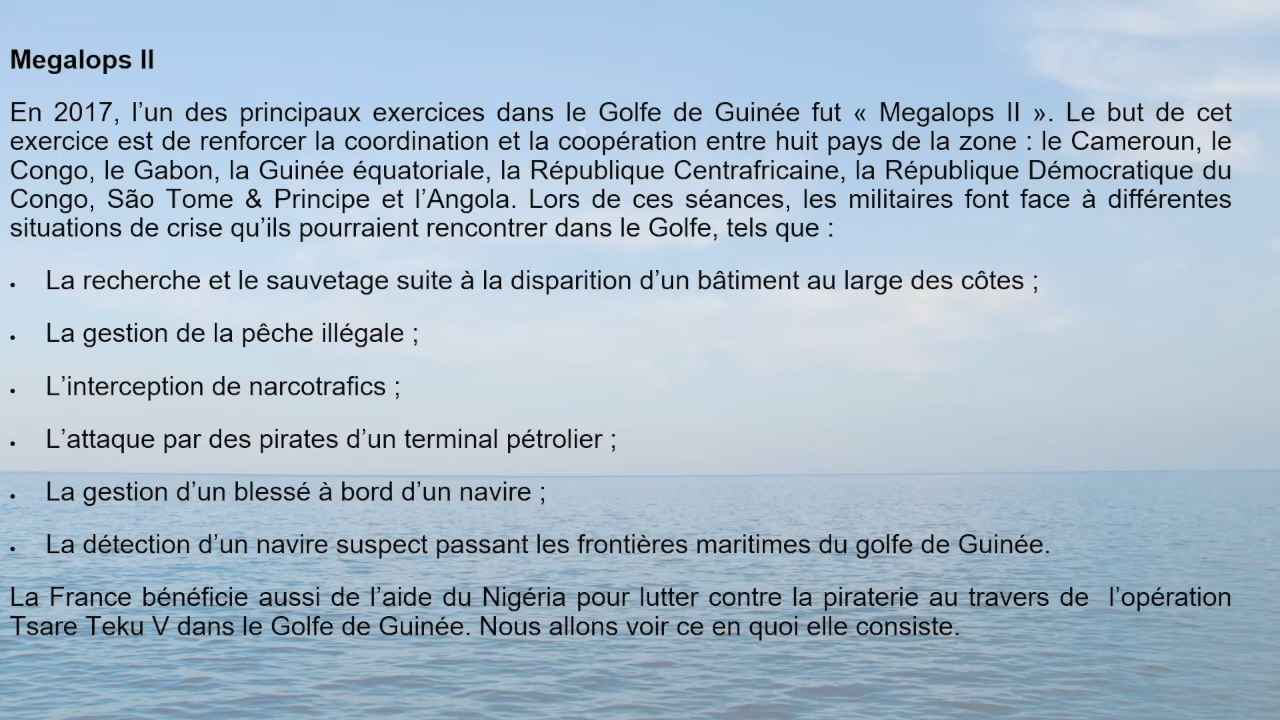 Megalops II
En 2017, l’un des principaux exercices dans le Golfe de Guinée fut « Megalops II ». Le but de cet
exercice est de renforcer la coordination et la coopération entre huit pays de la zone : le Cameroun, le
Congo, le Gabon, la Guinée équatoriale, la République Centrafricaine, la République Démocratique du
Congo, São Tome & Principe et l’Angola. Lors de ces séances, les militaires font face à différentes
situations de crise qu’ils pourraient rencontrer dans le Golfe, tels que :
• La recherche et le sauvetage suite à la disparition d’un bâtiment au large des côtes ;
• La gestion de la pêche illégale ;
• L’interception de narcotrafics ;
• L’attaque par des pirates d’un terminal pétrolier ;
• La gestion d’un blessé à bord d’un navire ;
• La détection d’un navire suspect passant les frontières maritimes du golfe de Guinée.
La France bénéficie aussi de l’aide du Nigéria pour lutter contre la piraterie au travers de l’opération
Tsare Teku V dans le Golfe de Guinée. Nous allons voir ce en quoi elle consiste.